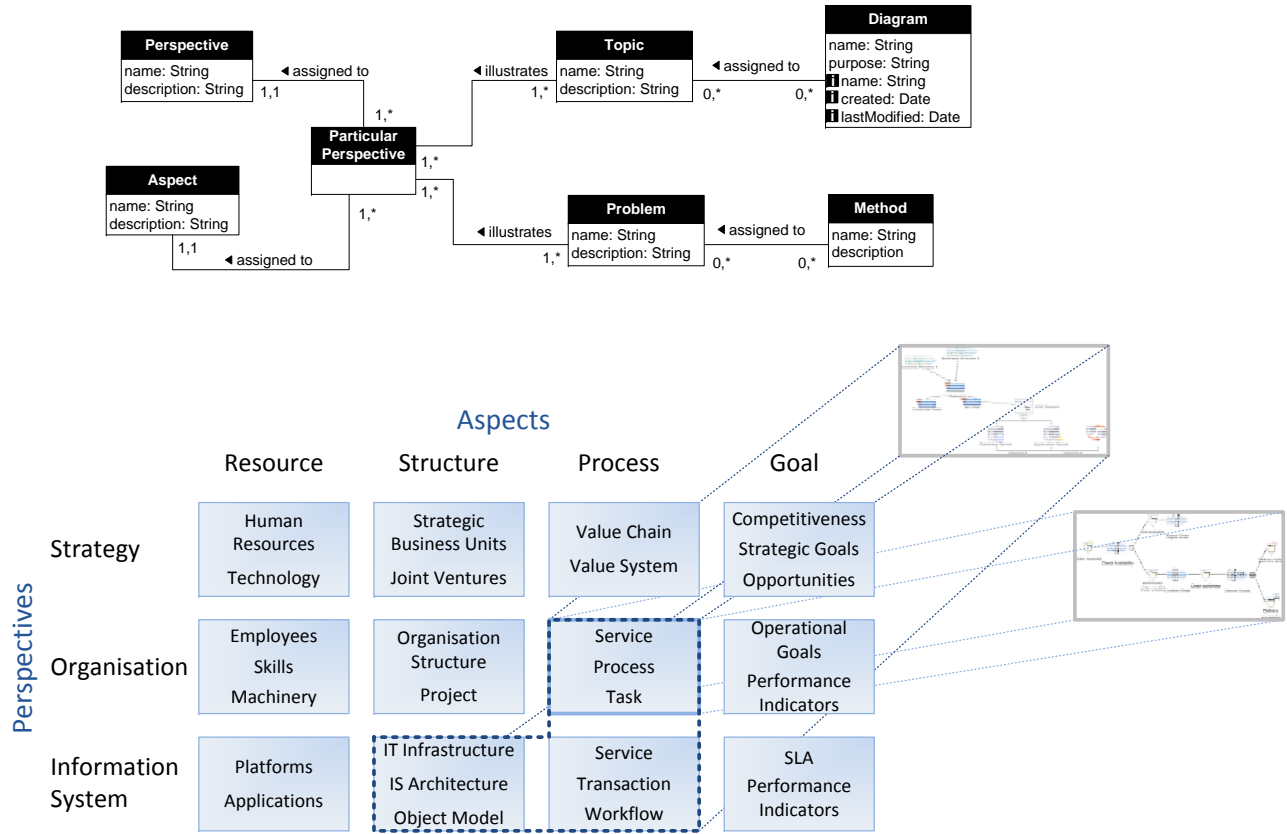 Perspective
name: String
description: String
◄ assigned to
1,1
1,*
Particular
Perspective
Aspect
name: String
description: String
1,1
◄ assigned to
1,*
◄ illustrates
1,*
1,*
Topic
name: String
description: String
◄ assigned to
0,*
0,*
Diagram
name: String
purpose: String
i name: String
i created: Date
i lastModified: Date
1,*
◄ illustrates
1,*
Problem
name: String
description: String
◄ assigned to
0,*
0,*
Method
name: String
description
Aspects
Resource
Structure
Process
Goal
Perspectives
Strategy
Human
Resources
Technology
Strategic
Business Units
Joint Ventures
Value Chain
Value System
Competitiveness
Strategic Goals
Opportunities
Organisation
Employees
Skills
Machinery
Organisation
Structure
Project
Service
Process
Task
Operational
Goals
Performance
Indicators
Information
System
Platforms
Applications
IT Infrastructure
IS Architecture
Object Model
Service
Transaction
Workflow
SLA
Performance
Indicators